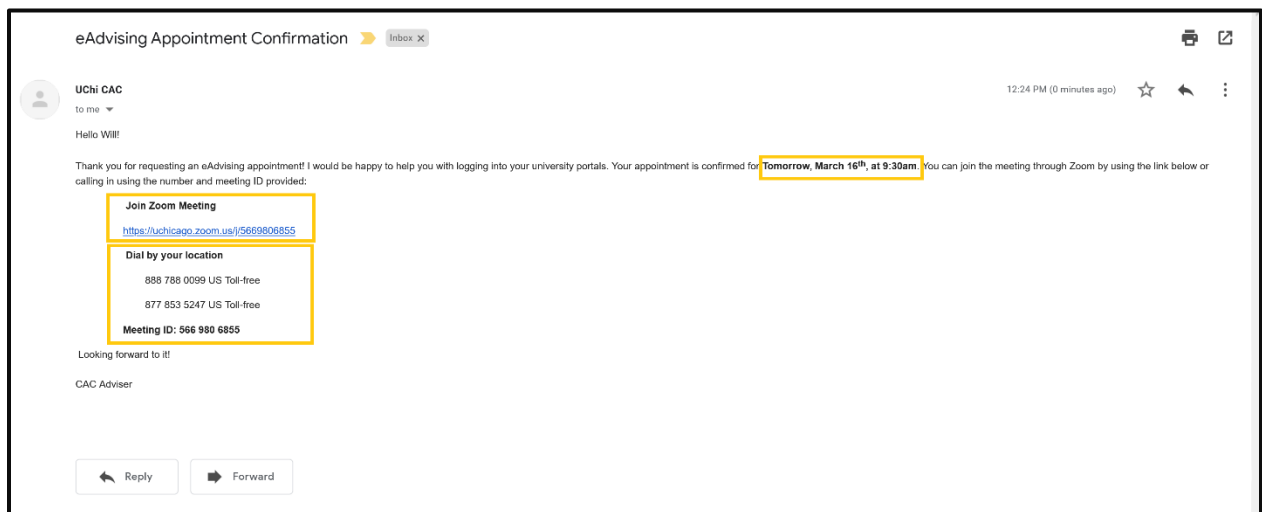 eAdvising Appointment Confirmation Inbox x
UChi CAC 12:24 PM (0 minutes ago)
to me
Hello Will!
Thank you for requesting an eAdvising appointment! I would be happy to help you with logging into your university portals. Your appointment is confirmed for Tomorrow, March 16th, at 9:30am. You can join the meeting through Zoom by using the link below or
calling in using the number and meeting ID provided:
Join Zoom Meeting
https://uchicago.zoom.us/j/5669806855
Dial by your location
888 788 0099 US Toll-free
877 853 5247 US Toll-free
Meeting ID: 566 980 6855
Looking forward to it!
CAC Adviser
Reply Forward